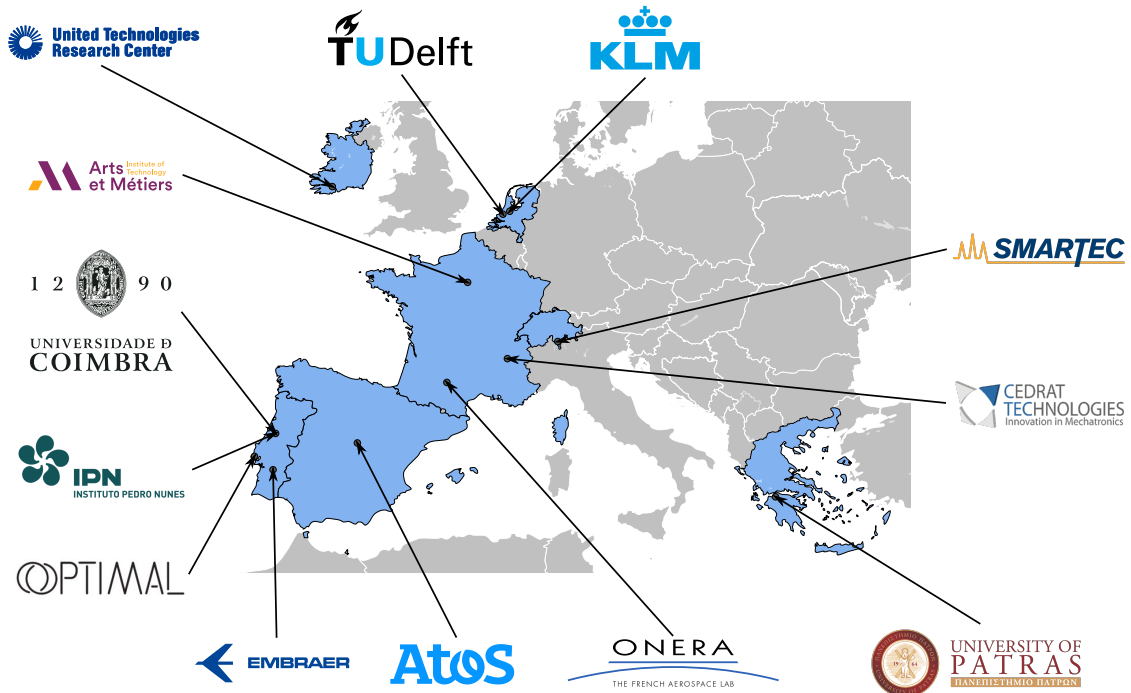 United Technologies
Research Center
TUDelft
KLM
Arts Institute of Technology
et Métiers
12 90
UNIVERSIDADE Ð
COIMBRA
SMARTEC
CEDRAT
TECHNOLOGIES
Innovation in Mechatronics
IPN
INSTITUTO PEDRO NUNES
OPTIMAL
EMBRAER
Atos
ONERA
THE FRENCH AEROSPACE LAB
UNIVERSITY OF
PATRAS
ΠΑΝΕΠΙΣΤΗΜΙΟ ΠΑΤΡΩΝ